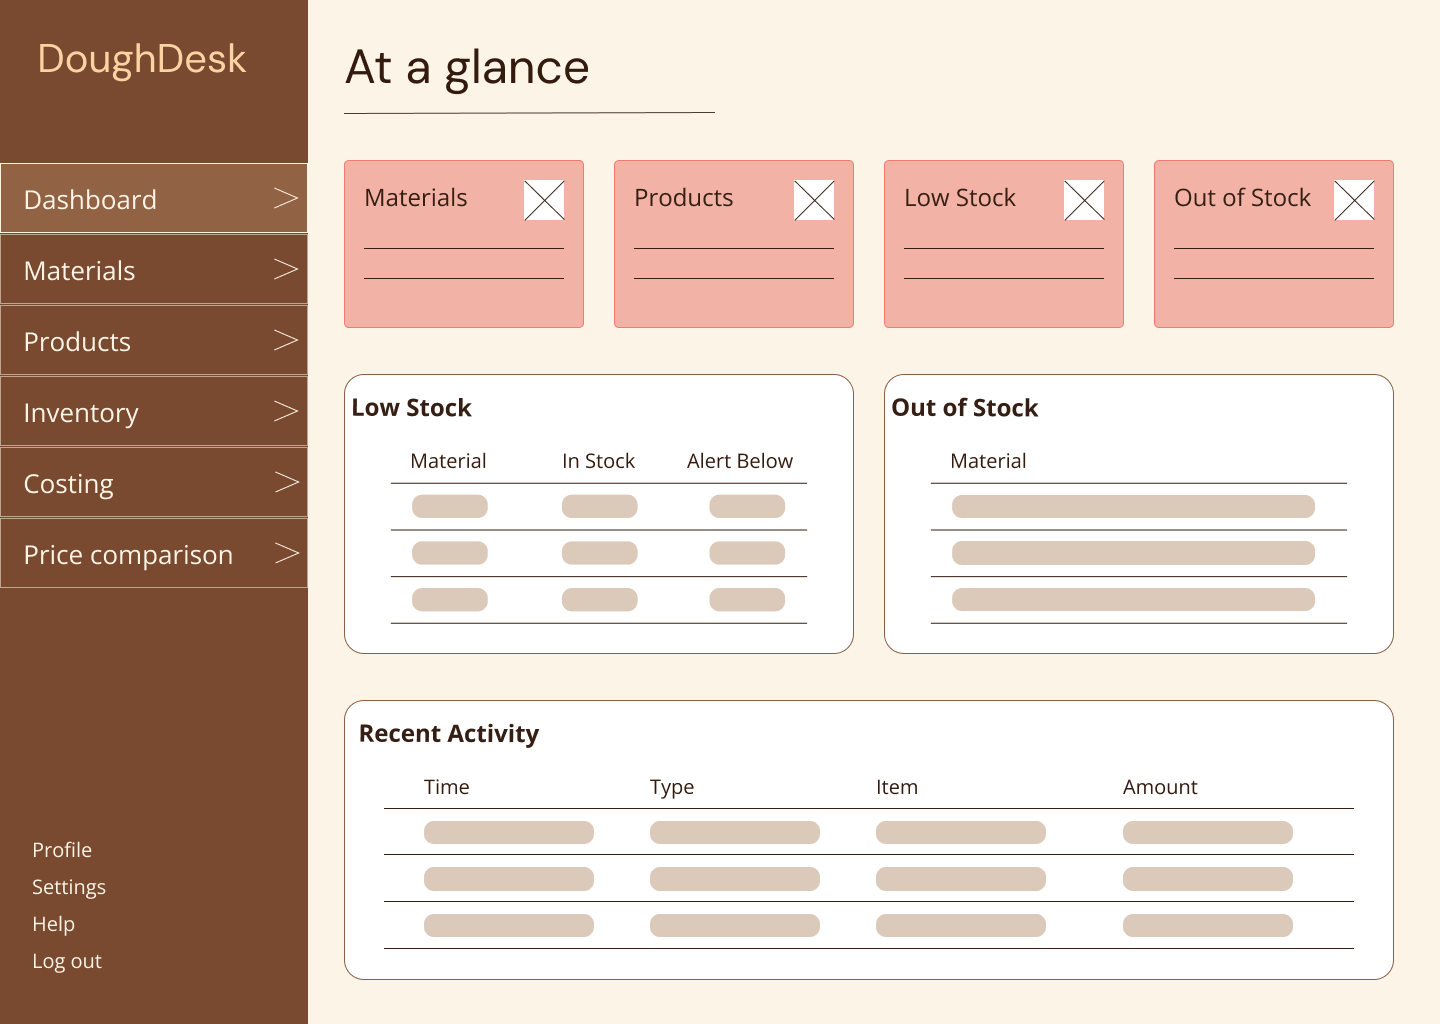 DoughDesk
Dashboard >
Materials >
Products >
Inventory >
Costing >
Price comparison >
Profile
Settings
Help
Log out
At a glance
Materials
Products
Low Stock
Out of Stock
Low Stock
Material In Stock Alert Below
Out of Stock
Material
Recent Activity
Time Type Item Amount